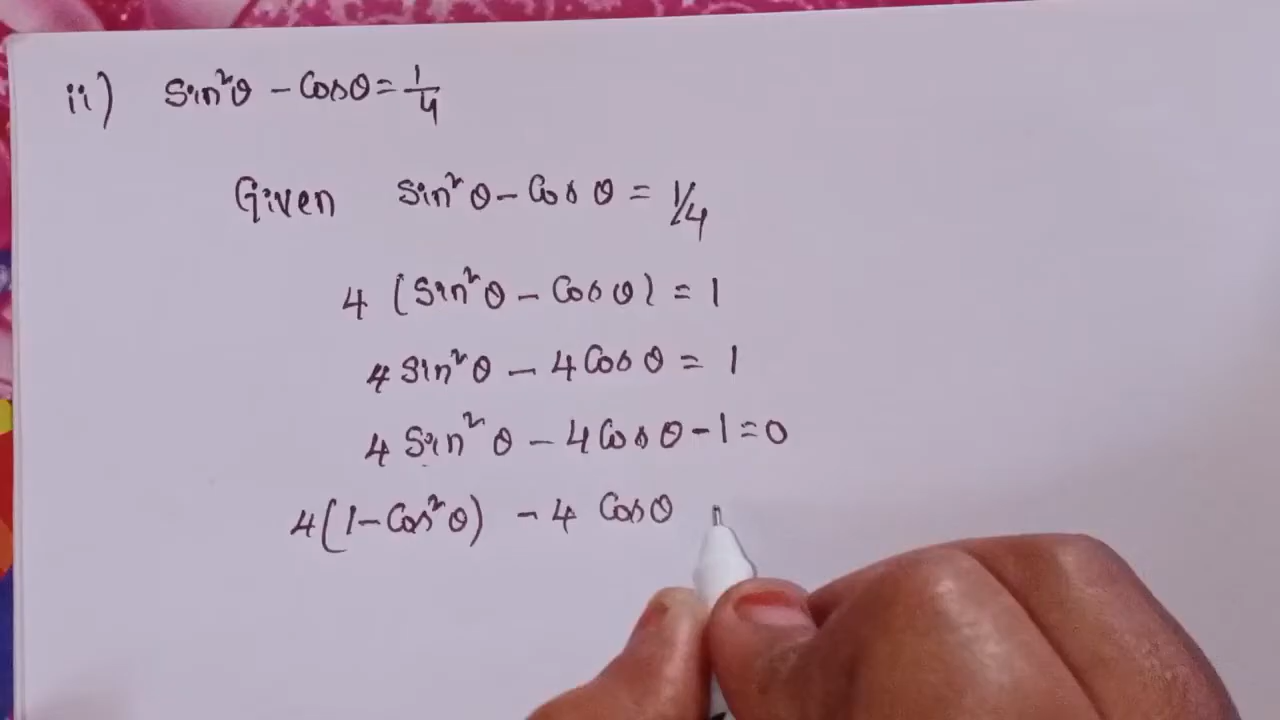 ii) Sin²θ - Cosθ = 1/4
Given Sin²θ - Cosθ = 1/4
4 (Sin²θ - Cosθ) = 1
4 Sin²θ - 4 Cosθ = 1
4 Sin²θ - 4 Cosθ - 1 = 0
4(1 - Cos²θ) - 4 Cosθ